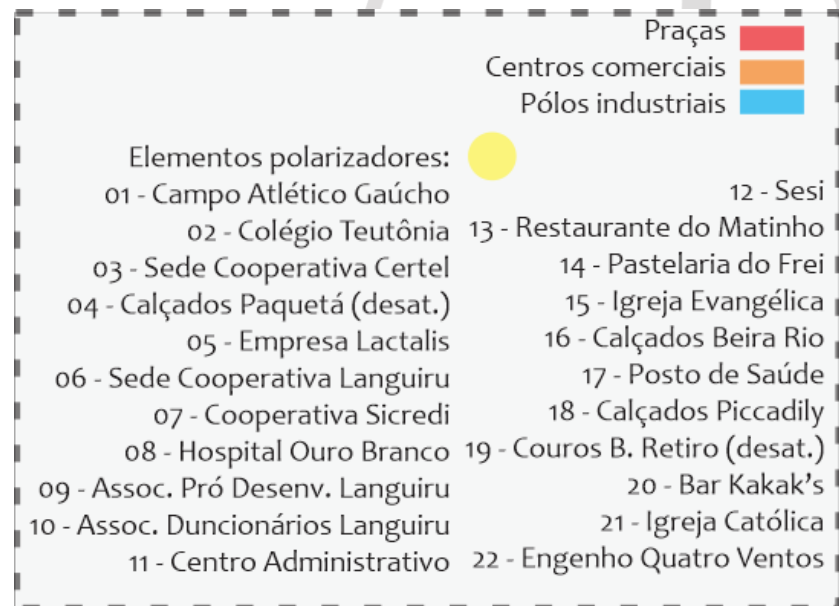 Praças
Centros comerciais
Pólos industriais
Elementos polarizadores:
01 - Campo Atlético Gaúcho
02 - Colégio Teutônia
03 - Sede Cooperativa Certel
04 - Calçados Paquetá (desat.)
05 - Empresa Lactalis
06 - Sede Cooperativa Languiru
07 - Cooperativa Sicredi
08 - Hospital Ouro Branco
09 - Assoc. Pró Desenv. Languiru
10 - Assoc. Duncionários Languiru
11 - Centro Administrativo
12 - Sesi
13 - Restaurante do Matinho
14 - Pastelaria do Frei
15 - Igreja Evangélica
16 - Calçados Beira Rio
17 - Posto de Saúde
18 - Calçados Piccadily
19 - Couros B. Retiro (desat.)
20 - Bar Kakak’s
21 - Igreja Católica
22 - Engenho Quatro Ventos